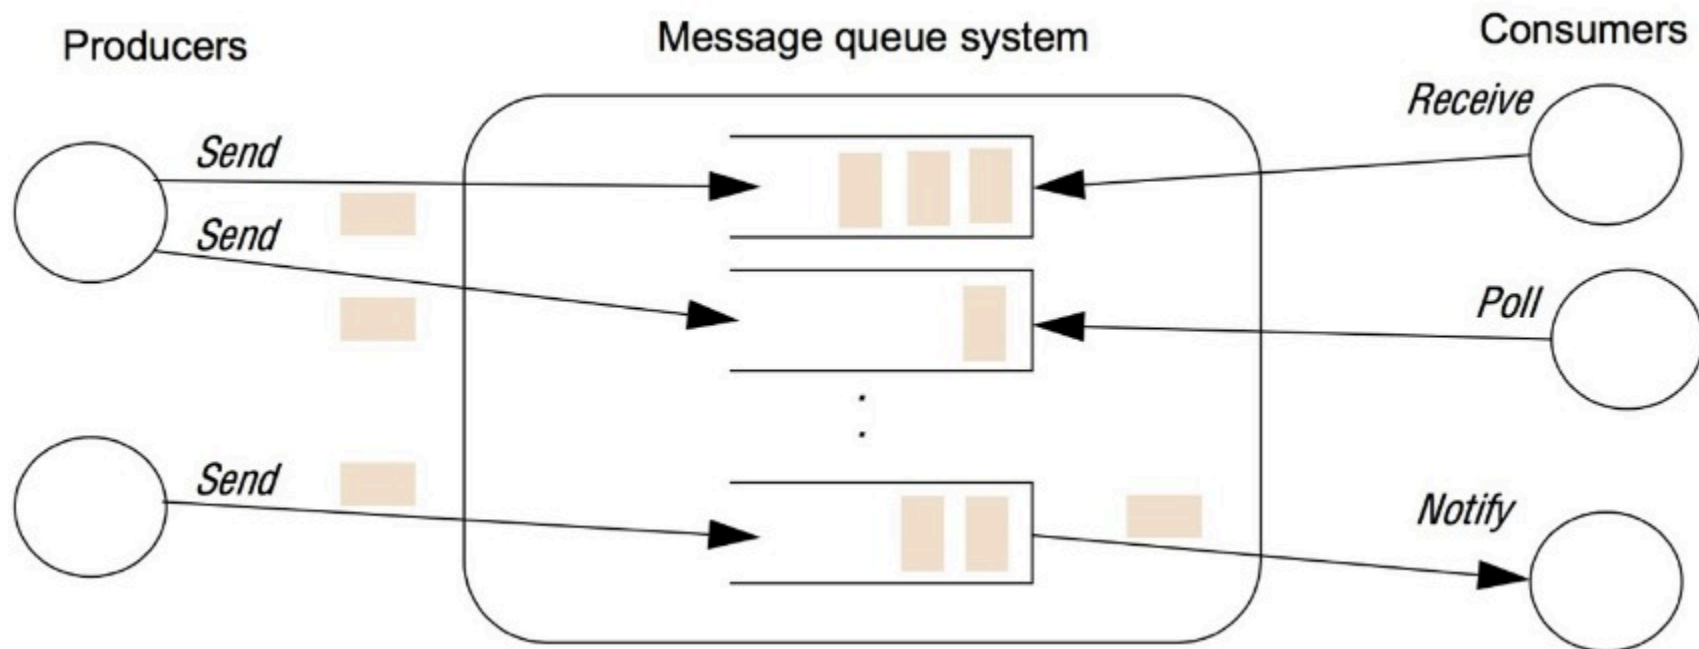 Producers
Message queue system
Consumers
Send
Receive
Send
Poll
Send
Notify